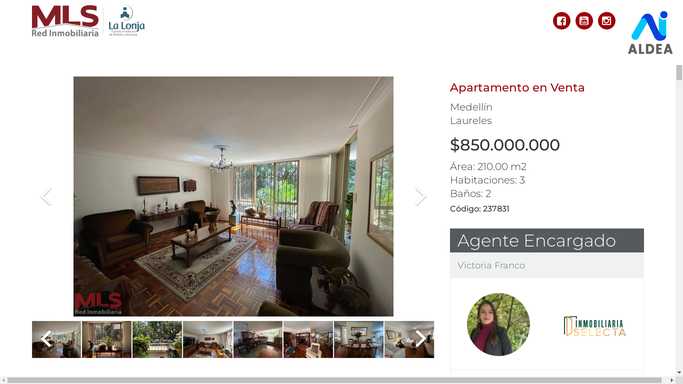 MLS
Red Inmobiliaria
La Lonja
ALDEA
Apartamento en Venta
Medellín
Laureles
$850.000.000
Área: 210.00 m2
Habitaciones: 3
Baños: 2
Código: 237831
Agente Encargado
Victoria Franco
MLS
Red Inmobiliaria
INMOBILIARIA
SELECTA